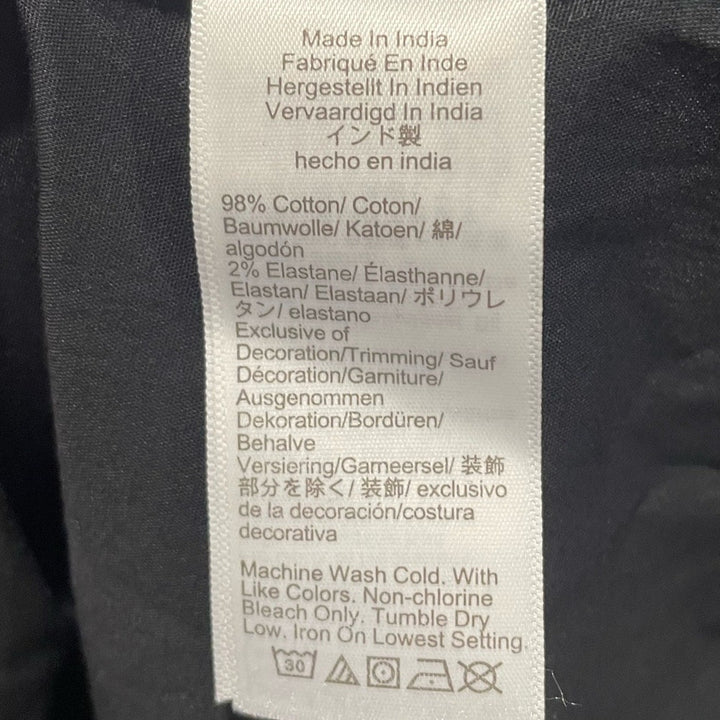 Made In India
Fabriqué En Inde
Hergestellt In Indien
Vervaardigd In India
インド製
hecho en india
98% Cotton/ Coton/
Baumwolle/ Katoen/ 綿/
algodón
2% Elastane/ Élasthanne/
Elastan/ Elastaan/ ポリウレ
タン/ elastano
Exclusive of
Decoration/Trimming/ Sauf
Décoration/Garniture/
Ausgenommen
Dekoration/Bordüren/
Behalve
Versiering/Garneersel/ 装飾
部分を除く/ 装飾/ exclusivo
de la decoración/costura
decorativa
Machine Wash Cold. With
Like Colors. Non-chlorine
Bleach Only. Tumble Dry
Low. Iron On Lowest Setting.
30